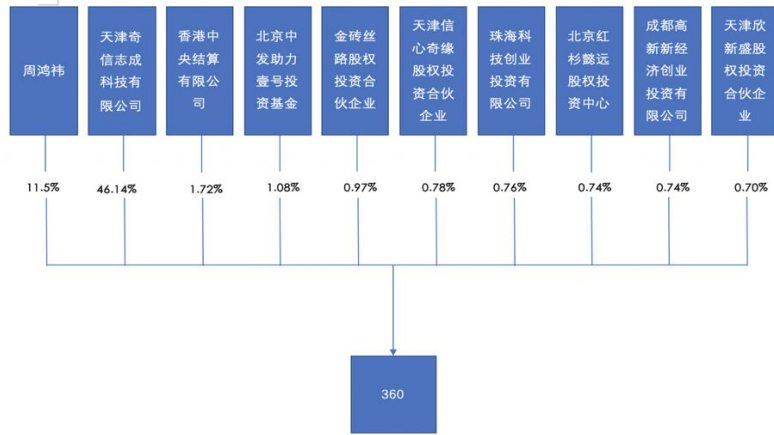 周鸿祎
天津奇
信志成
科技有
限公司
香港中
央结算
有限公
司
北京中
发助力
壹号投
资基金
金砖丝
路股权
投资合
伙企业
天津信
心奇缘
股权投
资合伙
企业
珠海科
技创业
投资有
限公司
北京红
杉懿远
股权投
资中心
成都高
新新经
济创业
投资有
限公司
天津欣
新盛股
权投资
合伙企
业
11.5%
46.14%
1.72%
1.08%
0.97%
0.78%
0.76%
0.74%
0.74%
0.70%
360